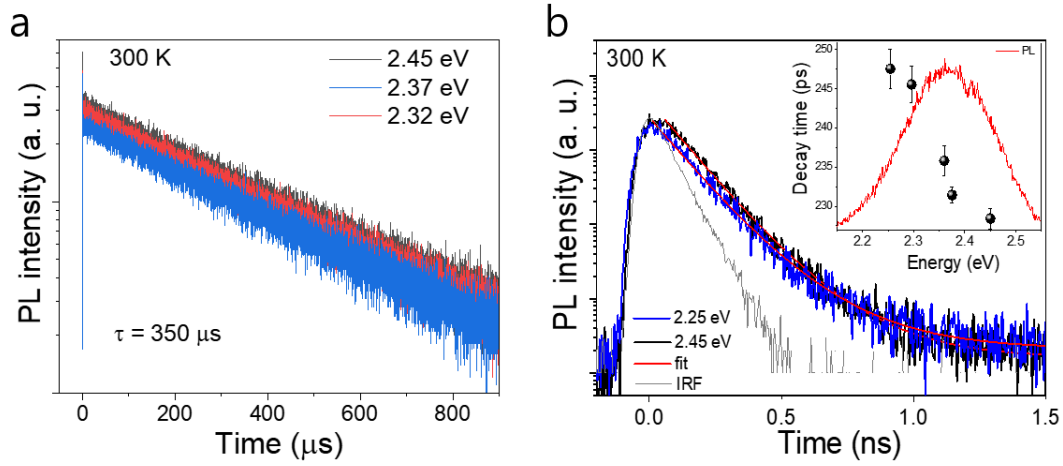 a
300 K
2.45 eV
2.37 eV
2.32 eV
τ = 350 μs
PL intensity (a. u.)
0
200
400
600
800
Time (μs)
b
300 K
2.25 eV
2.45 eV
fit
IRF
PL intensity (a. u.)
0.0
0.5
1.0
1.5
Time (ns)
PL
250
245
240
235
230
Decay time (ps)
2.2
2.3
2.4
2.5
Energy (eV)